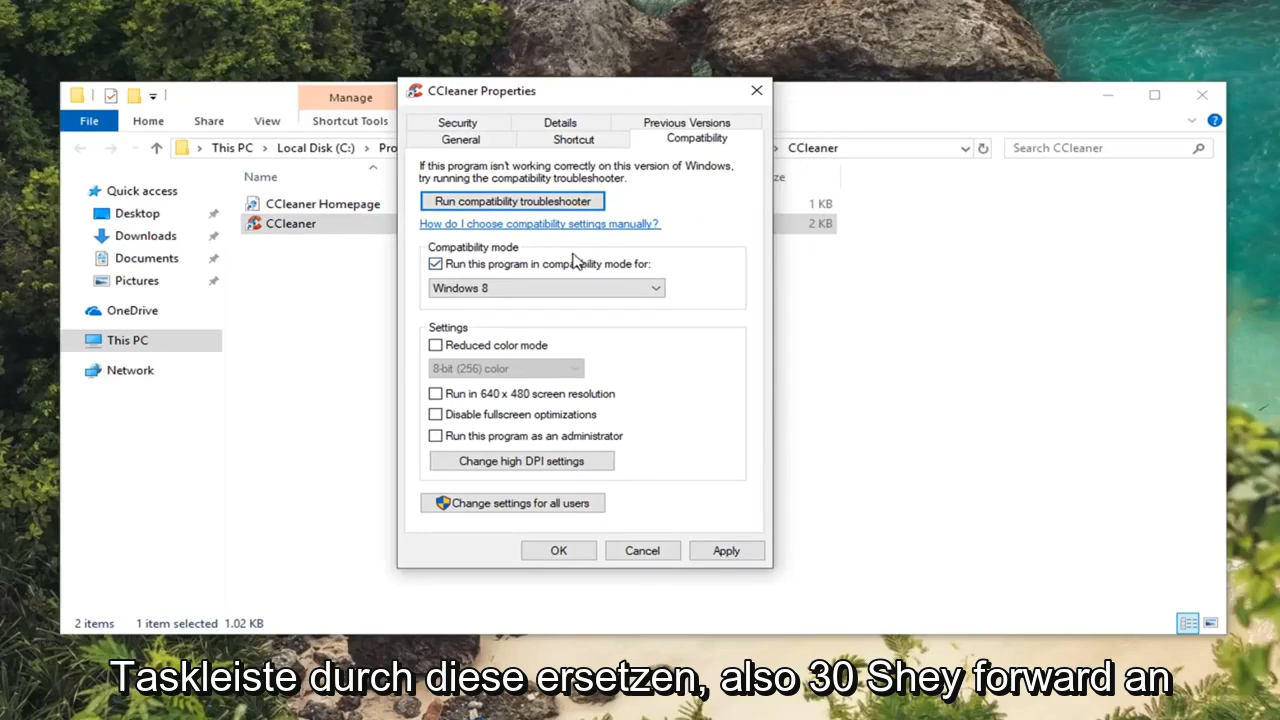 CCleaner Properties
Manage
File
Home
Share
View
Shortcut Tools
This PC
Local Disk (C:)
Pro
CCleaner
Search CCleaner
Security
Details
Previous Versions
General
Shortcut
Compatibility
If this program isn't working correctly on this version of Windows,
try running the compatibility troubleshooter.
Run compatibility troubleshooter
How do I choose compatibility settings manually?
Compatibility mode
Run this program in compatibility mode for:
Windows 8
Settings
Reduced color mode
8-bit (256) color
Run in 640 x 480 screen resolution
Disable fullscreen optimizations
Run this program as an administrator
Change high DPI settings
Change settings for all users
OK
Cancel
Apply
Quick access
Desktop
Downloads
Documents
Pictures
OneDrive
This PC
Network
Name
ze
CCleaner Homepage
1 KB
CCleaner
2 KB
2 items
1 item selected 1.02 KB
Taskleiste durch diese ersetzen, also 30 Shey forward an